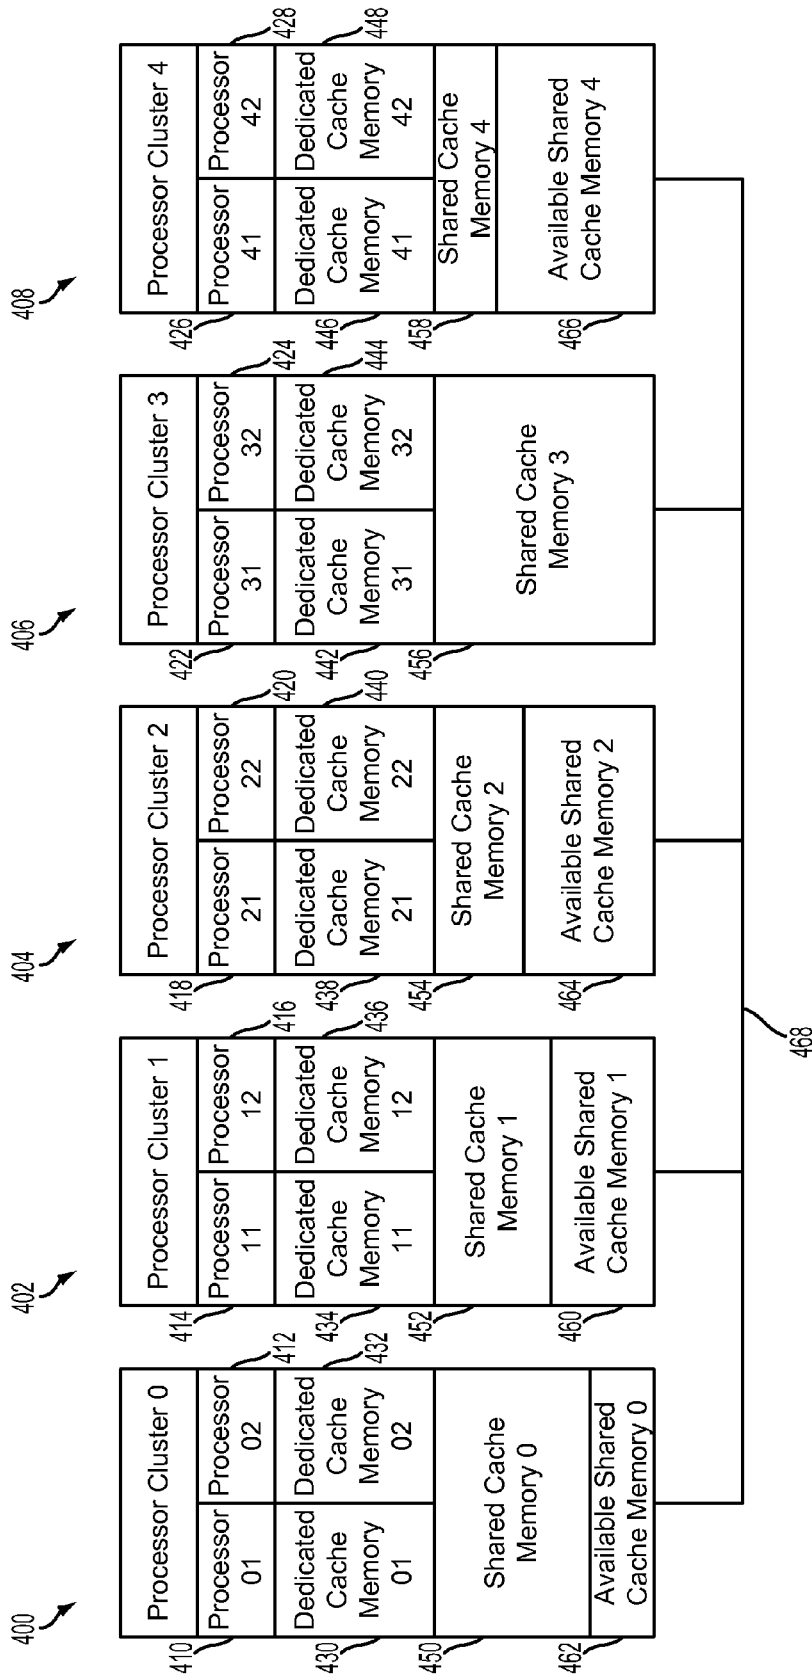 400
Processor Cluster 0
410
Processor
01
Processor
02
412
430
Dedicated
Cache
Memory
01
Dedicated
Cache
Memory
02
432
450
Shared Cache
Memory 0
462
Available Shared
Cache Memory 0
402
Processor Cluster 1
414
Processor
11
Processor
12
416
434
Dedicated
Cache
Memory
11
Dedicated
Cache
Memory
12
436
452
Shared Cache
Memory 1
460
Available Shared
Cache Memory 1
404
Processor Cluster 2
418
Processor
21
Processor
22
420
438
Dedicated
Cache
Memory
21
Dedicated
Cache
Memory
22
440
454
Shared Cache
Memory 2
464
Available Shared
Cache Memory 2
406
Processor Cluster 3
422
Processor
31
Processor
32
424
442
Dedicated
Cache
Memory
31
Dedicated
Cache
Memory
32
444
456
Shared Cache
Memory 3
408
Processor Cluster 4
426
Processor
41
Processor
42
428
446
Dedicated
Cache
Memory
41
Dedicated
Cache
Memory
42
448
458
Shared Cache
Memory 4
466
Available Shared
Cache Memory 4
468